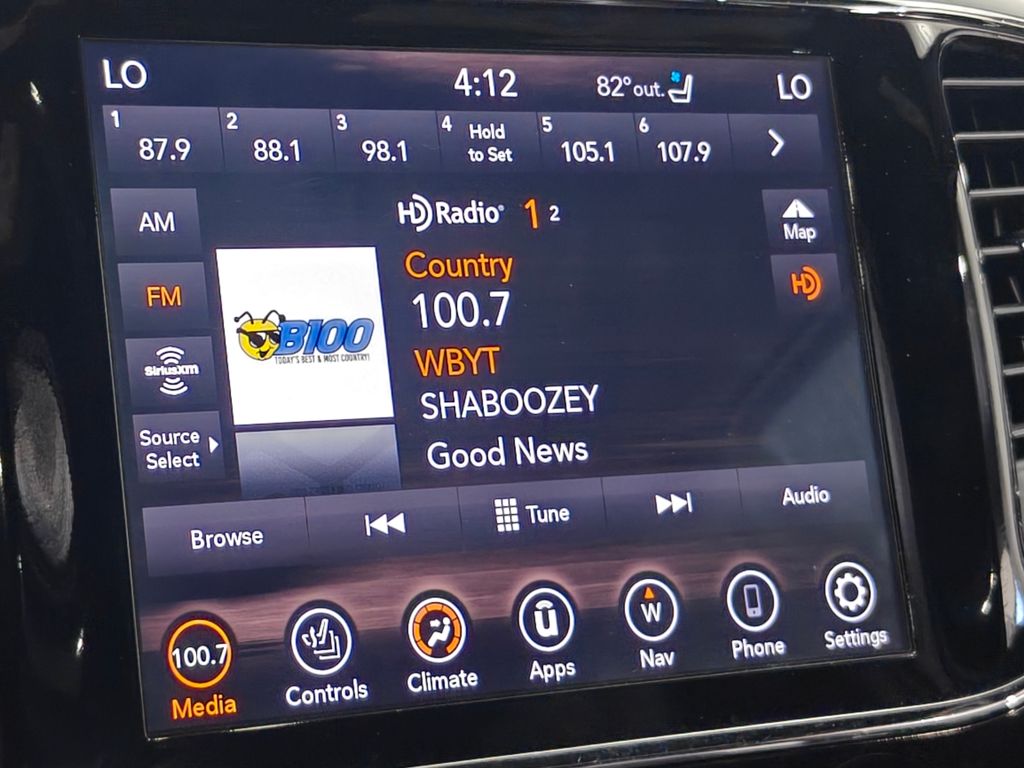 LO
4:12
82° out.
LO
1
87.9
2
88.1
3
98.1
4
Hold
to Set
5
105.1
6
107.9
AM
FM
SiriusXM
Source
Select
HD Radio®
1
2
Map
HD
B100
TODAY'S BEST & MOST COUNTRY!
Country
100.7
WBYT
SHABOOZEY
Good News
Browse
Tune
Audio
100.7
Media
Controls
Climate
u
Apps
W
Nav
Phone
Settings